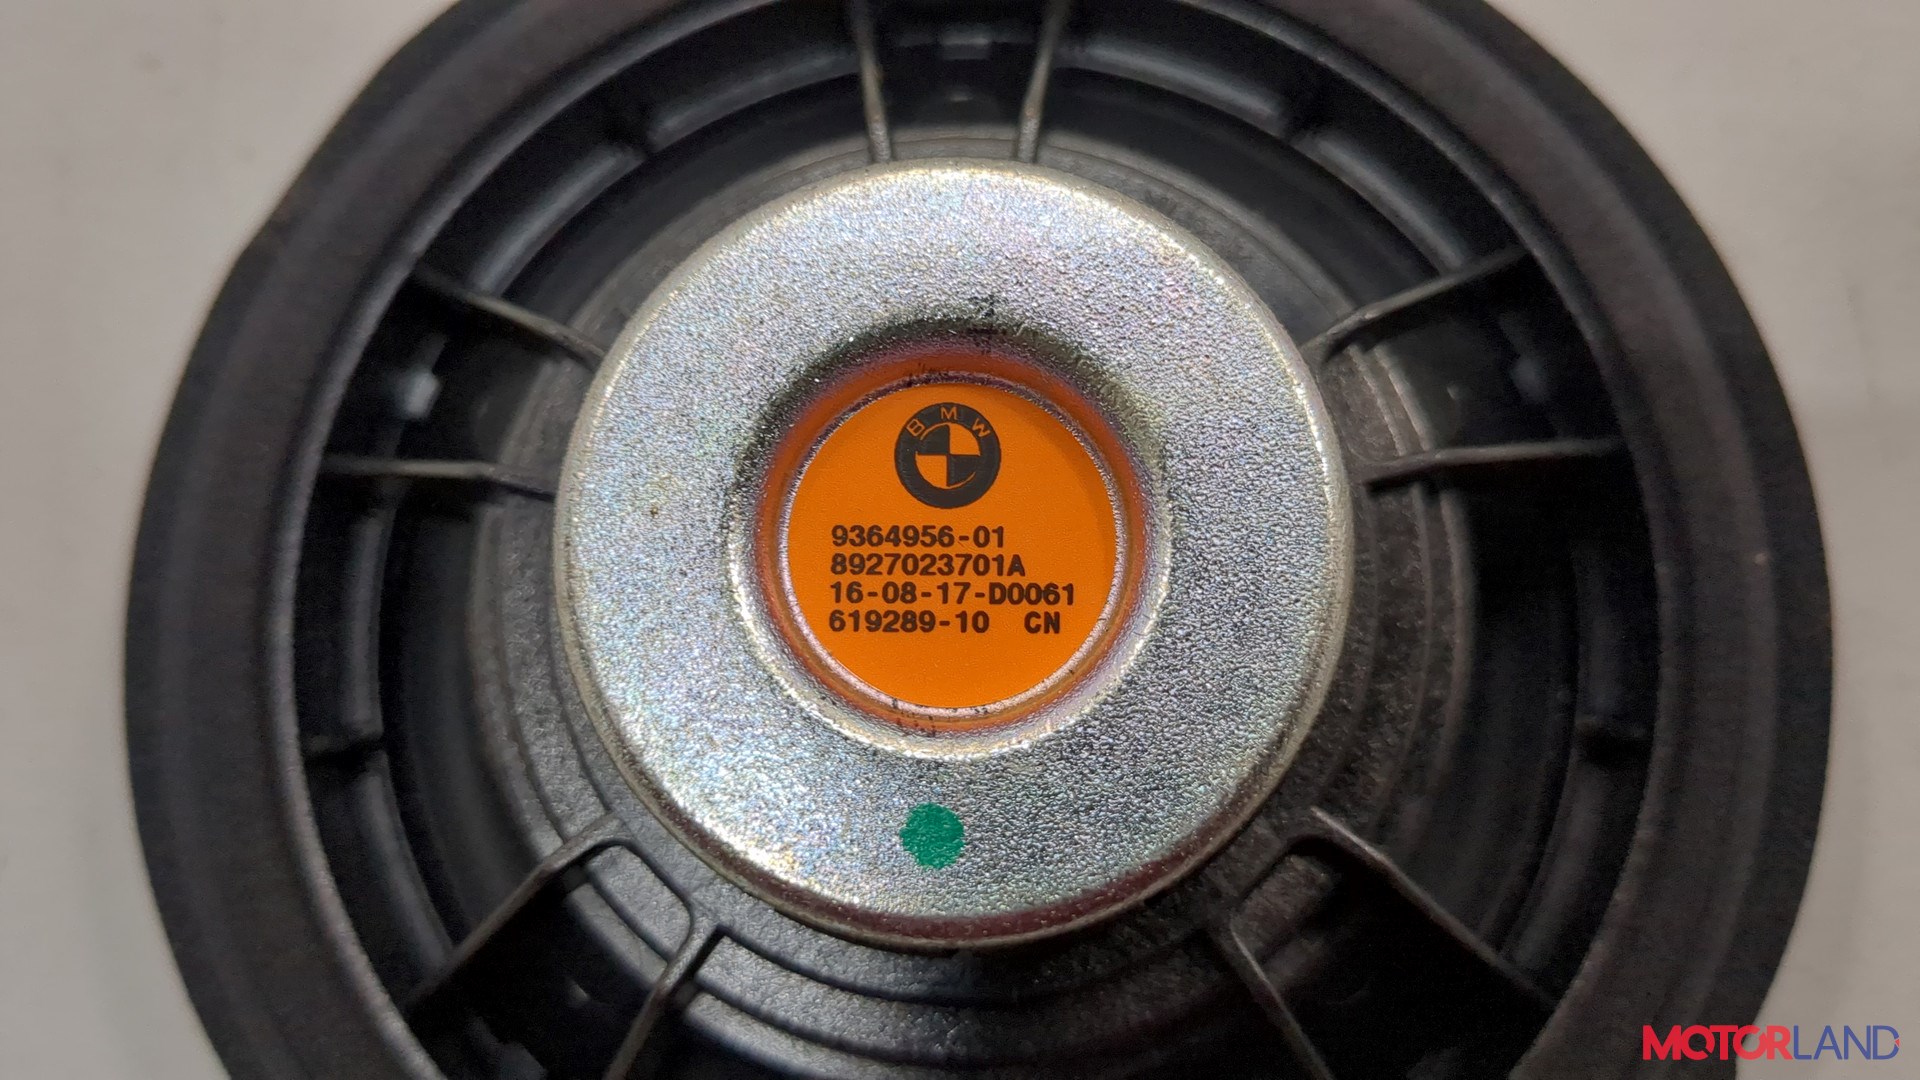 BMW
9364956-01
8927023701A
16-08-17-D0061
619289-10 CN
MOTORLAND